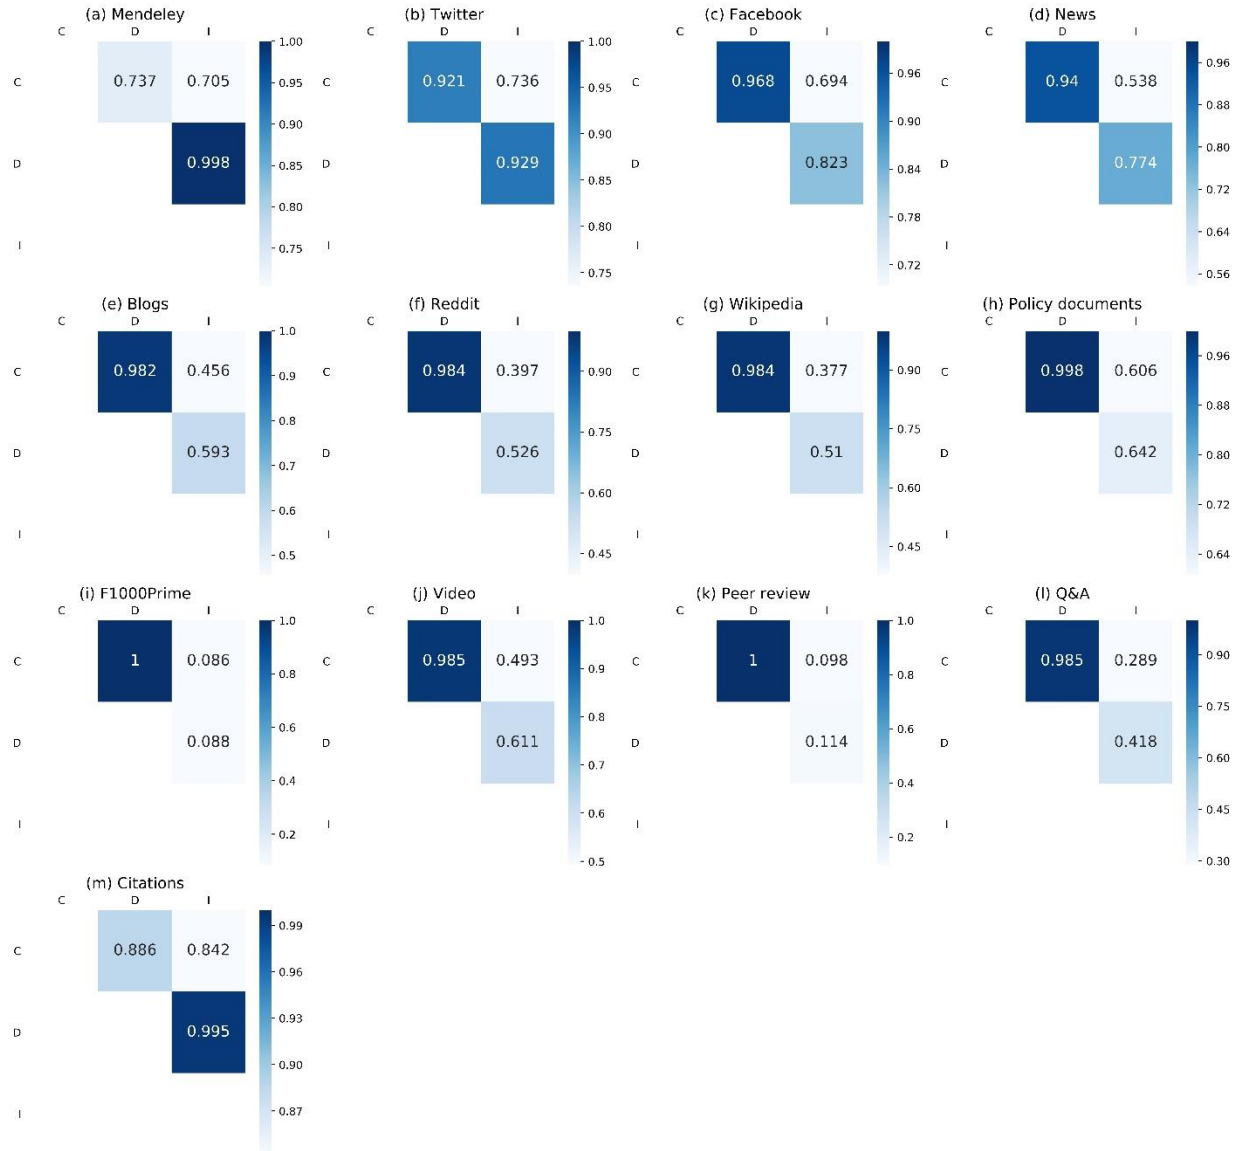 (a) Mendeley
C D I
C 0.737 0.705
D 0.998
I
1.00
0.95
0.90
0.85
0.80
0.75
(b) Twitter
C D I
C 0.921 0.736
D 0.929
I
1.00
0.95
0.90
0.85
0.80
0.75
(c) Facebook
C D I
C 0.968 0.694
D 0.823
I
0.96
0.90
0.84
0.78
0.72
(d) News
C D I
C 0.94 0.538
D 0.774
I
0.96
0.88
0.80
0.72
0.64
0.56
(e) Blogs
C D I
C 0.982 0.456
D 0.593
I
1.0
0.9
0.8
0.7
0.6
0.5
(f) Reddit
C D I
C 0.984 0.397
D 0.526
I
0.90
0.75
0.60
0.45
(g) Wikipedia
C D I
C 0.984 0.377
D 0.51
I
0.90
0.75
0.60
0.45
(h) Policy documents
C D I
C 0.998 0.606
D 0.642
I
0.96
0.88
0.80
0.72
0.64
(i) F1000Prime
C D I
C 1 0.086
D 0.088
I
1.0
0.8
0.6
0.4
0.2
(j) Video
C D I
C 0.985 0.493
D 0.611
I
1.0
0.9
0.8
0.7
0.6
0.5
(k) Peer review
C D I
C 1 0.098
D 0.114
I
1.0
0.8
0.6
0.4
0.2
(l) Q&A
C D I
C 0.985 0.289
D 0.418
I
0.90
0.75
0.60
0.45
0.30
(m) Citations
C D I
C 0.886 0.842
D 0.995
I
0.99
0.96
0.93
0.90
0.87